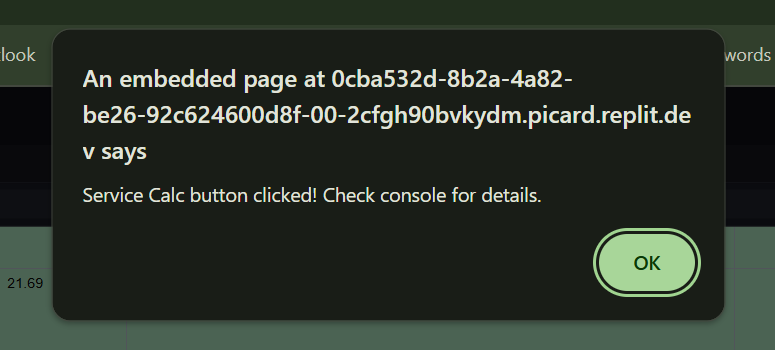 look
words
An embedded page at 0cba532d-8b2a-4a82-
be26-92c624600d8f-00-2cfgh90bvkydm.picard.replit.de
v says
Service Calc button clicked! Check console for details.
OK
21.69